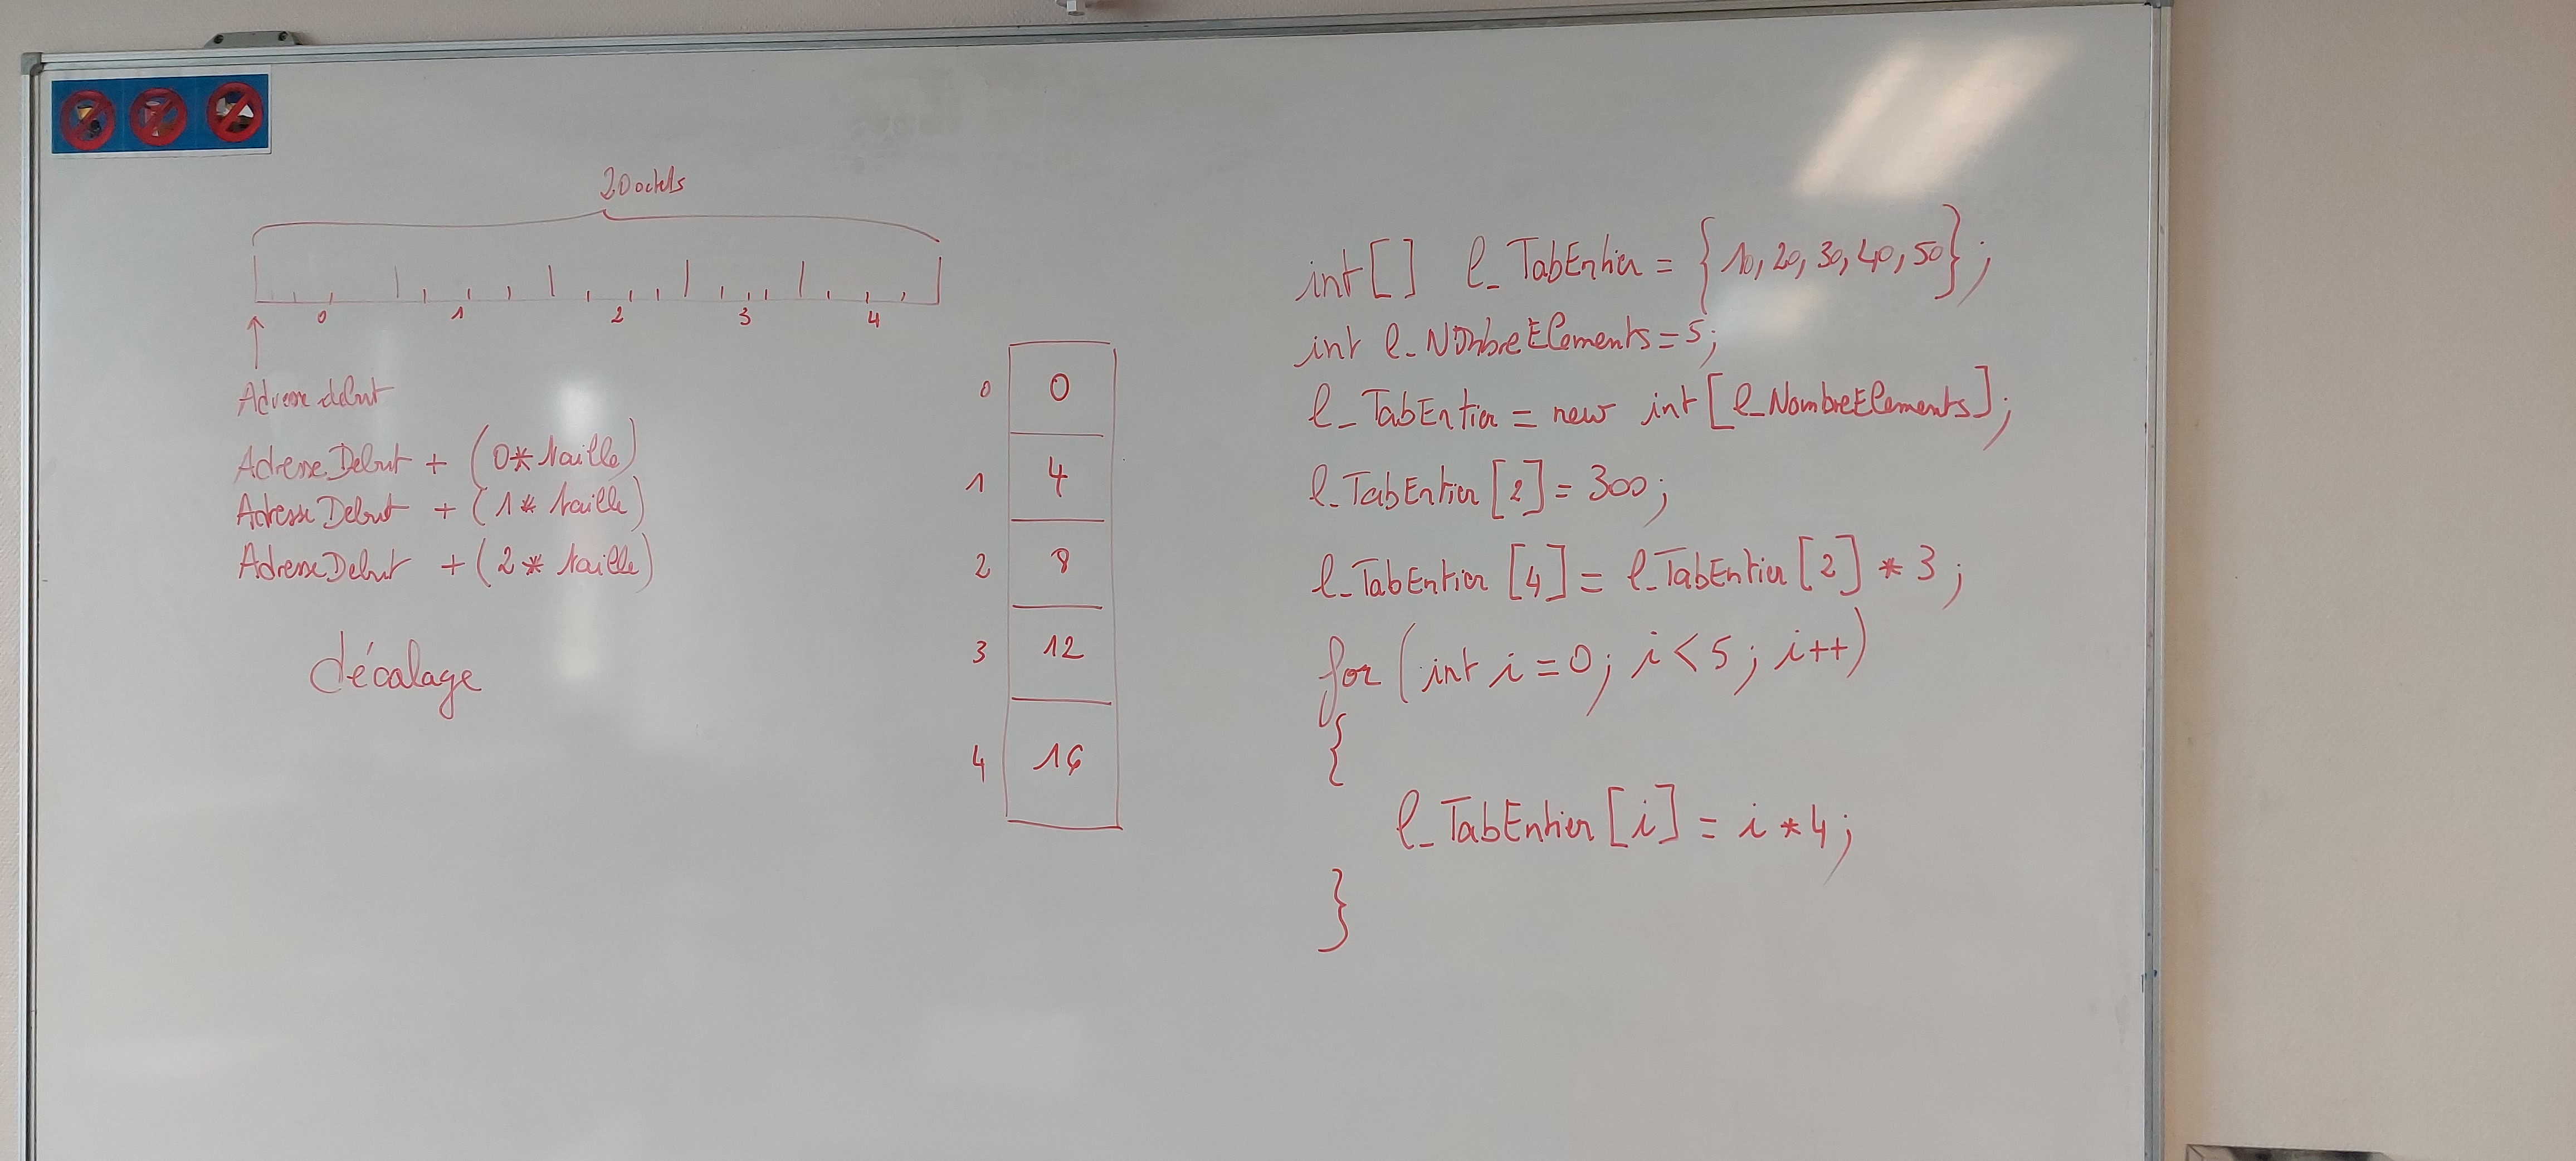 20 octets
0 1 2 3 4
Adresse début
AdresseDebut + (0* taille)
AdresseDebut + (1* taille)
AdresseDebut + (2* taille)
décalage
0 0
1 4
2 8
3 12
4 16
int[] l_TabEntier = {10, 20, 30, 40, 50};
int l_NombreElements=5;
l_TabEntier = new int[l_NombreElements];
l_TabEntier[2] = 300;
l_TabEntier[4] = l_TabEntier[2] * 3;
for (int i=0; i<5; i++)
{
l_TabEntier[i] = i*4;
}